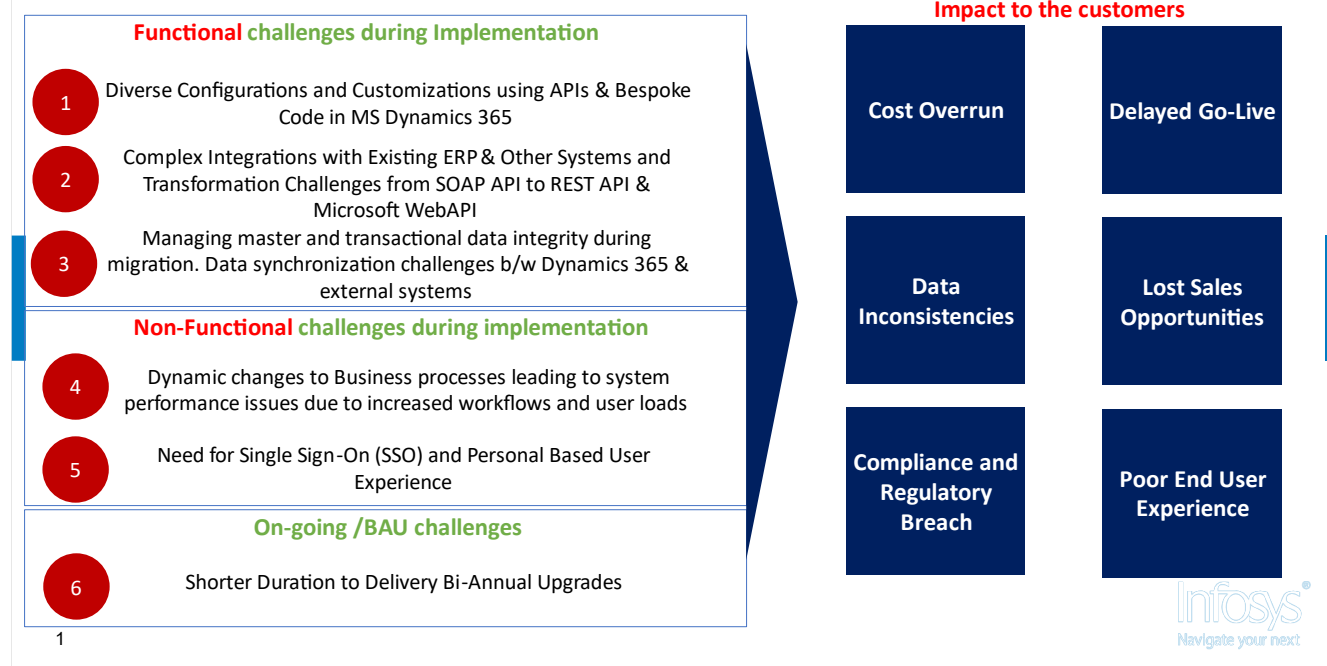 Functional challenges during Implementation
1
Diverse Configurations and Customizations using APIs & Bespoke
Code in MS Dynamics 365
2
Complex Integrations with Existing ERP & Other Systems and
Transformation Challenges from SOAP API to REST API &
Microsoft WebAPI
3
Managing master and transactional data integrity during
migration. Data synchronization challenges b/w Dynamics 365 &
external systems
Non-Functional challenges during implementation
4
Dynamic changes to Business processes leading to system
performance issues due to increased workflows and user loads
5
Need for Single Sign-On (SSO) and Personal Based User
Experience
On-going /BAU challenges
6
Shorter Duration to Delivery Bi-Annual Upgrades
Impact to the customers
Cost Overrun
Delayed Go-Live
Data
Inconsistencies
Lost Sales
Opportunities
Compliance and
Regulatory
Breach
Poor End User
Experience
1
Infosys®
Navigate your next